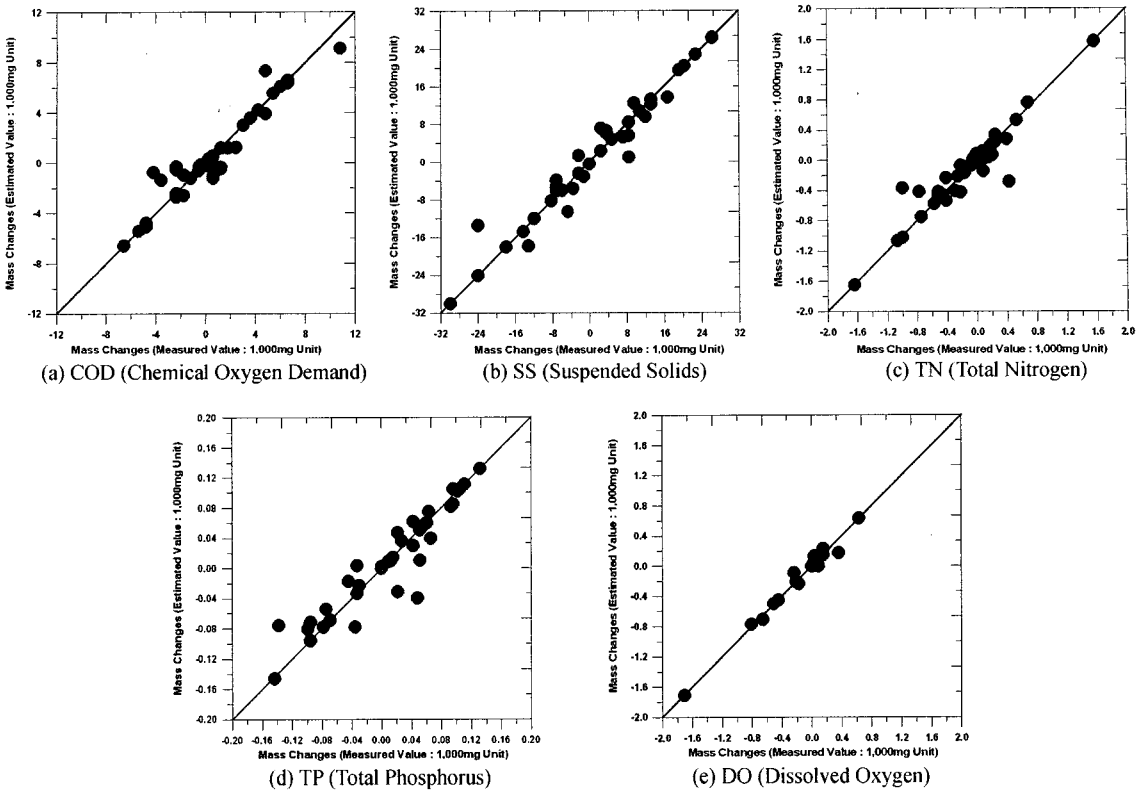 12
8
4
0
-4
-8
-12
Mass Changes (Estimated Value : 1,000mg Unit)
-12 -8 -4 0 4 8 12
Mass Changes (Measured Value : 1,000mg Unit)
(a) COD (Chemical Oxygen Demand)
32
24
16
8
0
-8
-16
-24
-32
Mass Changes (Estimated Value : 1,000mg Unit)
-32 -24 -16 -8 0 8 16 24 32
Mass Changes (Measured Value : 1,000mg Unit)
(b) SS (Suspended Solids)
2.0
1.6
1.2
0.8
0.4
0.0
-0.4
-0.8
-1.2
-1.6
-2.0
Mass Changes (Estimated Value : 1,000mg Unit)
-2.0 -1.6 -1.2 -0.8 -0.4 0.0 0.4 0.8 1.2 1.6 2.0
Mass Changes (Measured Value : 1,000mg Unit)
(c) TN (Total Nitrogen)
0.20
0.16
0.12
0.08
0.04
0.00
-0.04
-0.08
-0.12
-0.16
-0.20
Mass Changes (Estimated Value : 1,000mg Unit)
-0.20 -0.16 -0.12 -0.08 -0.04 0.00 0.04 0.08 0.12 0.16 0.20
Mass Changes (Measured Value : 1,000mg Unit)
(d) TP (Total Phosphorus)
2.0
1.6
1.2
0.8
0.4
0.0
-0.4
-0.8
-1.2
-1.6
-2.0
Mass Changes (Estimated Value : 1,000mg Unit)
-2.0 -1.6 -1.2 -0.8 -0.4 0.0 0.4 0.8 1.2 1.6 2.0
Mass Changes (Measured Value : 1,000mg Unit)
(e) DO (Dissolved Oxygen)